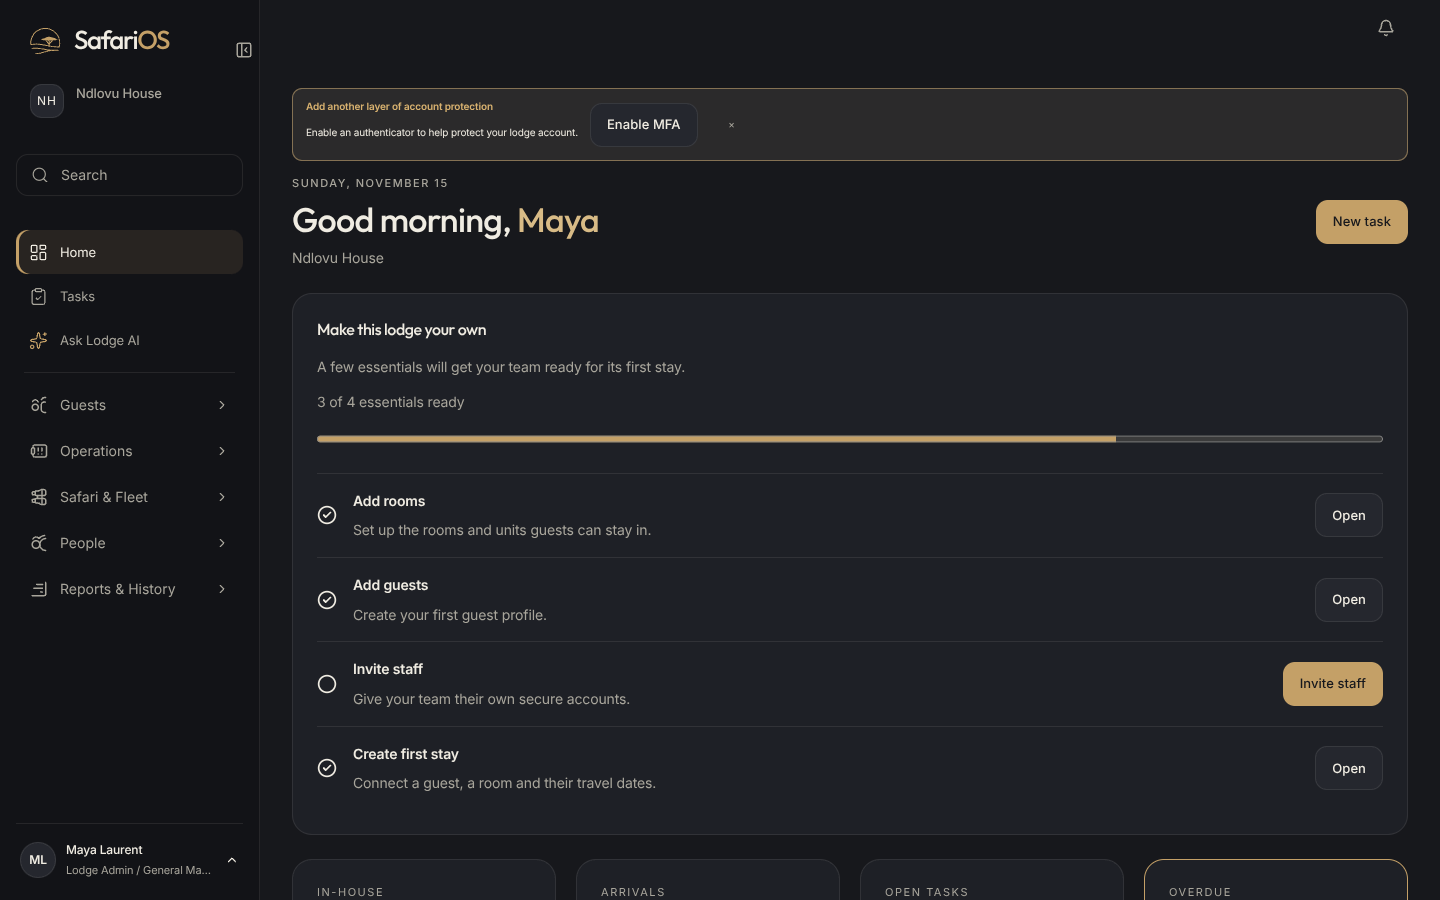 SafariOS
NH
Ndlovu House
Search
Home
Tasks
Ask Lodge AI
Guests
Operations
Safari & Fleet
People
Reports & History
ML
Maya Laurent
Lodge Admin / General Ma...
Add another layer of account protection
Enable an authenticator to help protect your lodge account.
Enable MFA
×
SUNDAY, NOVEMBER 15
Good morning, Maya
Ndlovu House
New task
Make this lodge your own
A few essentials will get your team ready for its first stay.
3 of 4 essentials ready
Add rooms
Set up the rooms and units guests can stay in.
Open
Add guests
Create your first guest profile.
Open
Invite staff
Give your team their own secure accounts.
Invite staff
Create first stay
Connect a guest, a room and their travel dates.
Open
IN-HOUSE
ARRIVALS
OPEN TASKS
OVERDUE